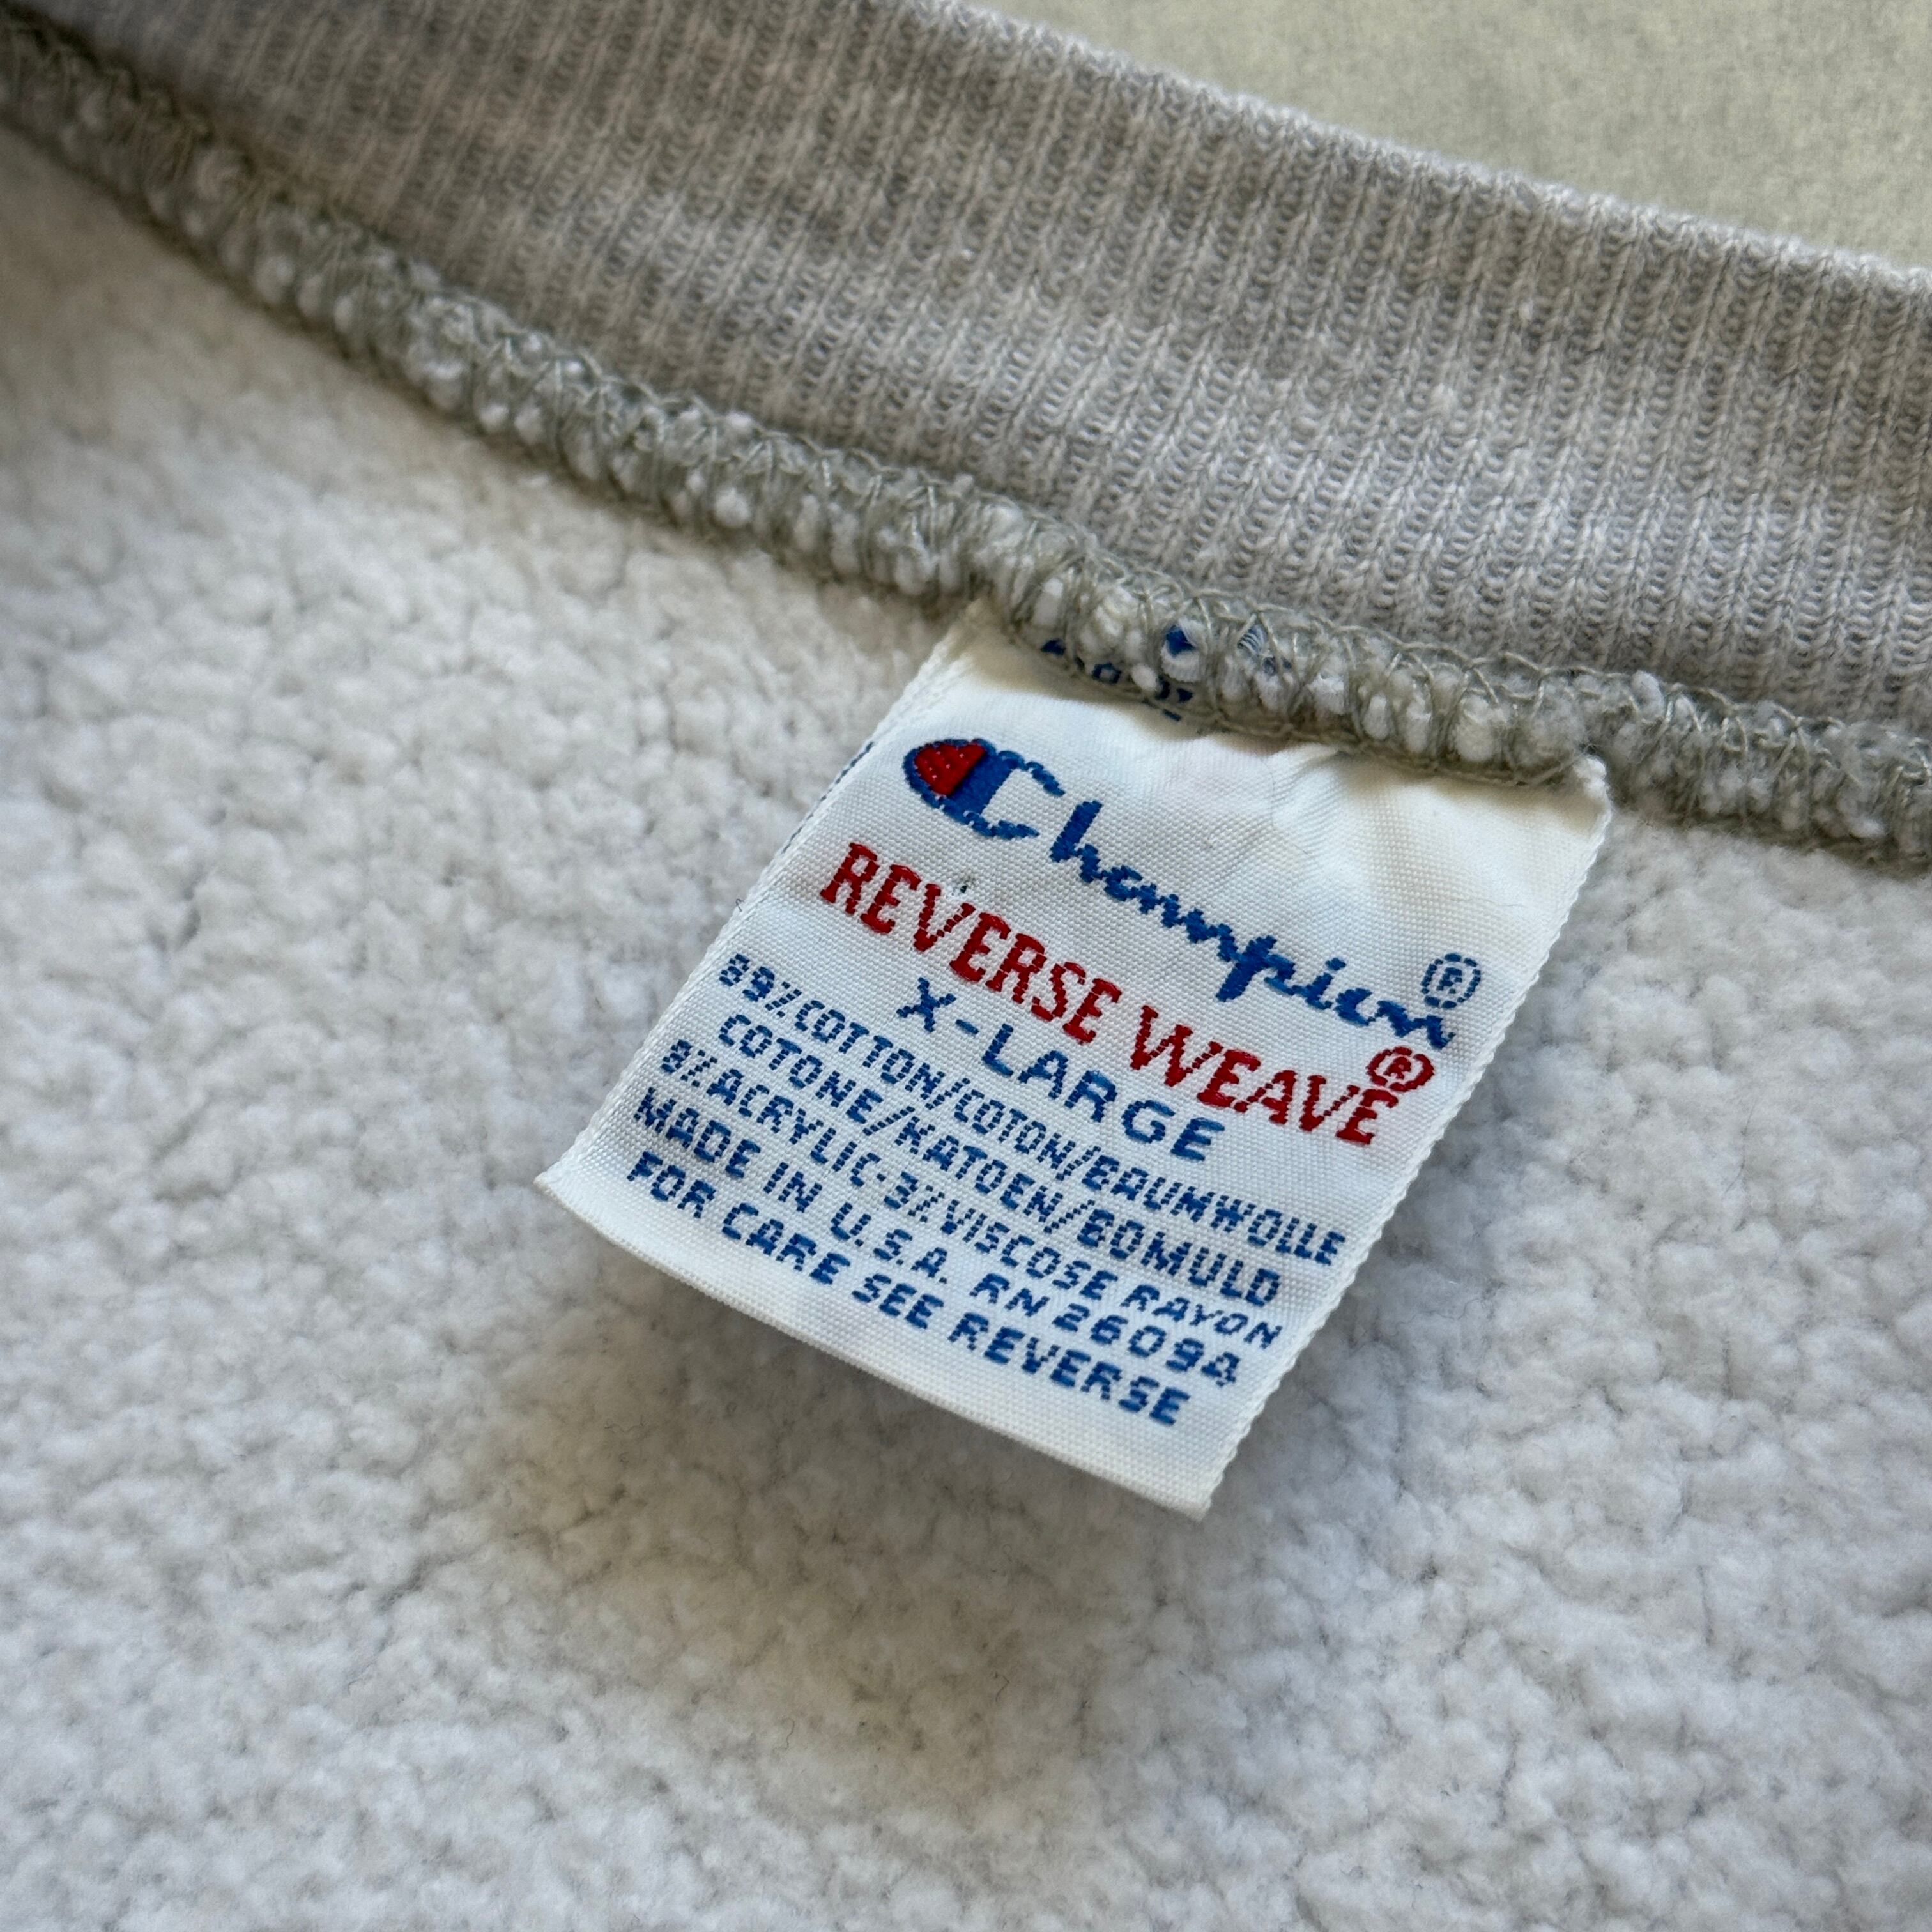 Champion®
REVERSE WEAVE®
X-LARGE
89% COTTON/COTON/BAUMWOLLE
COTONE/KATOEN/BOMULD
8% ACRYLIC-3% VISCOSE RAYON
MADE IN U.S.A. RN 26094
FOR CARE SEE REVERSE